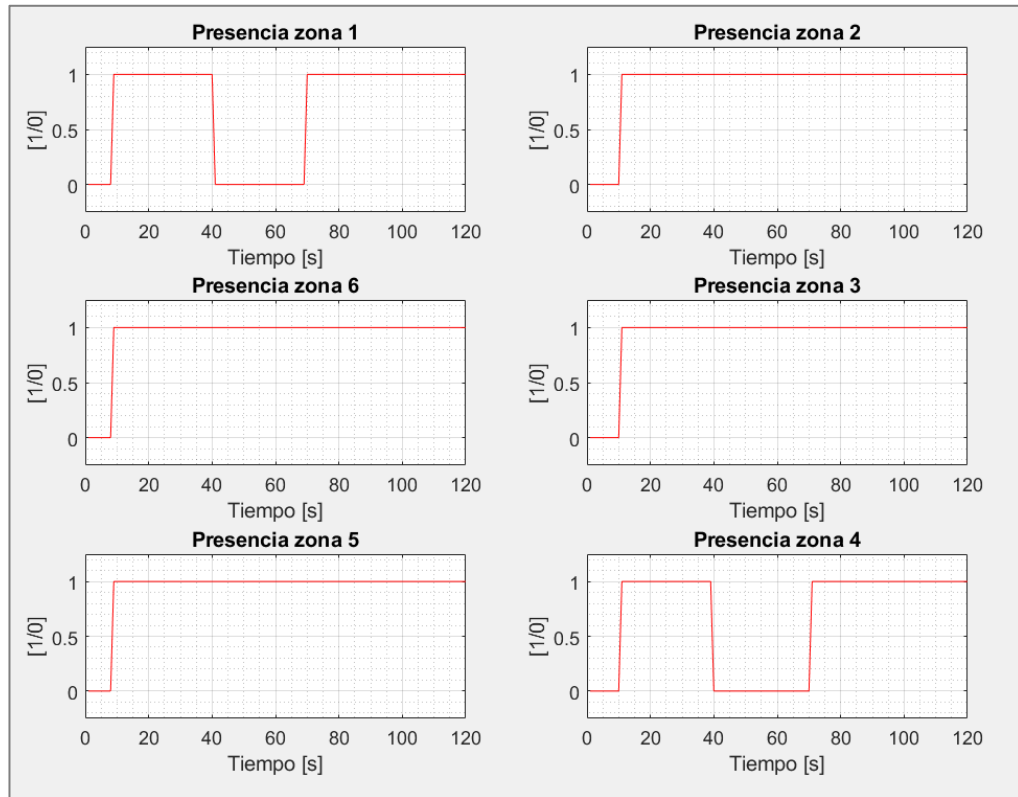 Presencia zona 1
[1/0]
1
0.5
0
0 20 40 60 80 100 120
Tiempo [s]
Presencia zona 2
[1/0]
1
0.5
0
0 20 40 60 80 100 120
Tiempo [s]
Presencia zona 6
[1/0]
1
0.5
0
0 20 40 60 80 100 120
Tiempo [s]
Presencia zona 3
[1/0]
1
0.5
0
0 20 40 60 80 100 120
Tiempo [s]
Presencia zona 5
[1/0]
1
0.5
0
0 20 40 60 80 100 120
Tiempo [s]
Presencia zona 4
[1/0]
1
0.5
0
0 20 40 60 80 100 120
Tiempo [s]